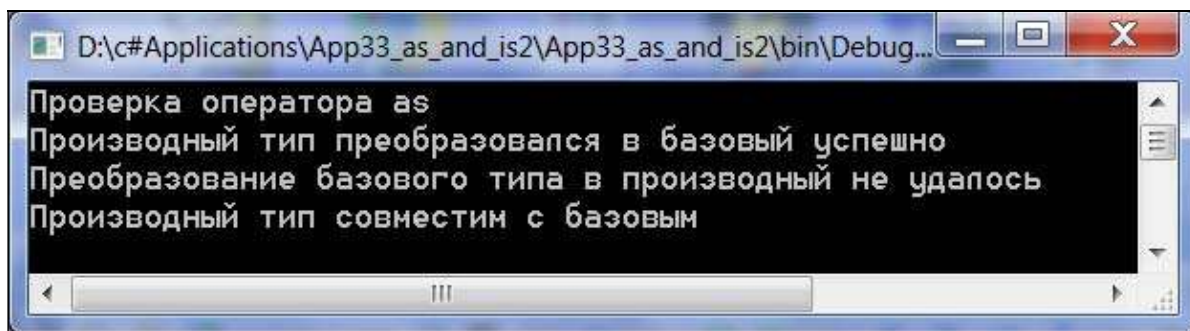 D:\c#Applications\App33_as_and_is2\App33_as_and_is2\bin\Debug...
Проверка оператора as
Производный тип преобразовался в базовый успешно
Преобразование базового типа в производный не удалось
Производный тип совместим с базовым